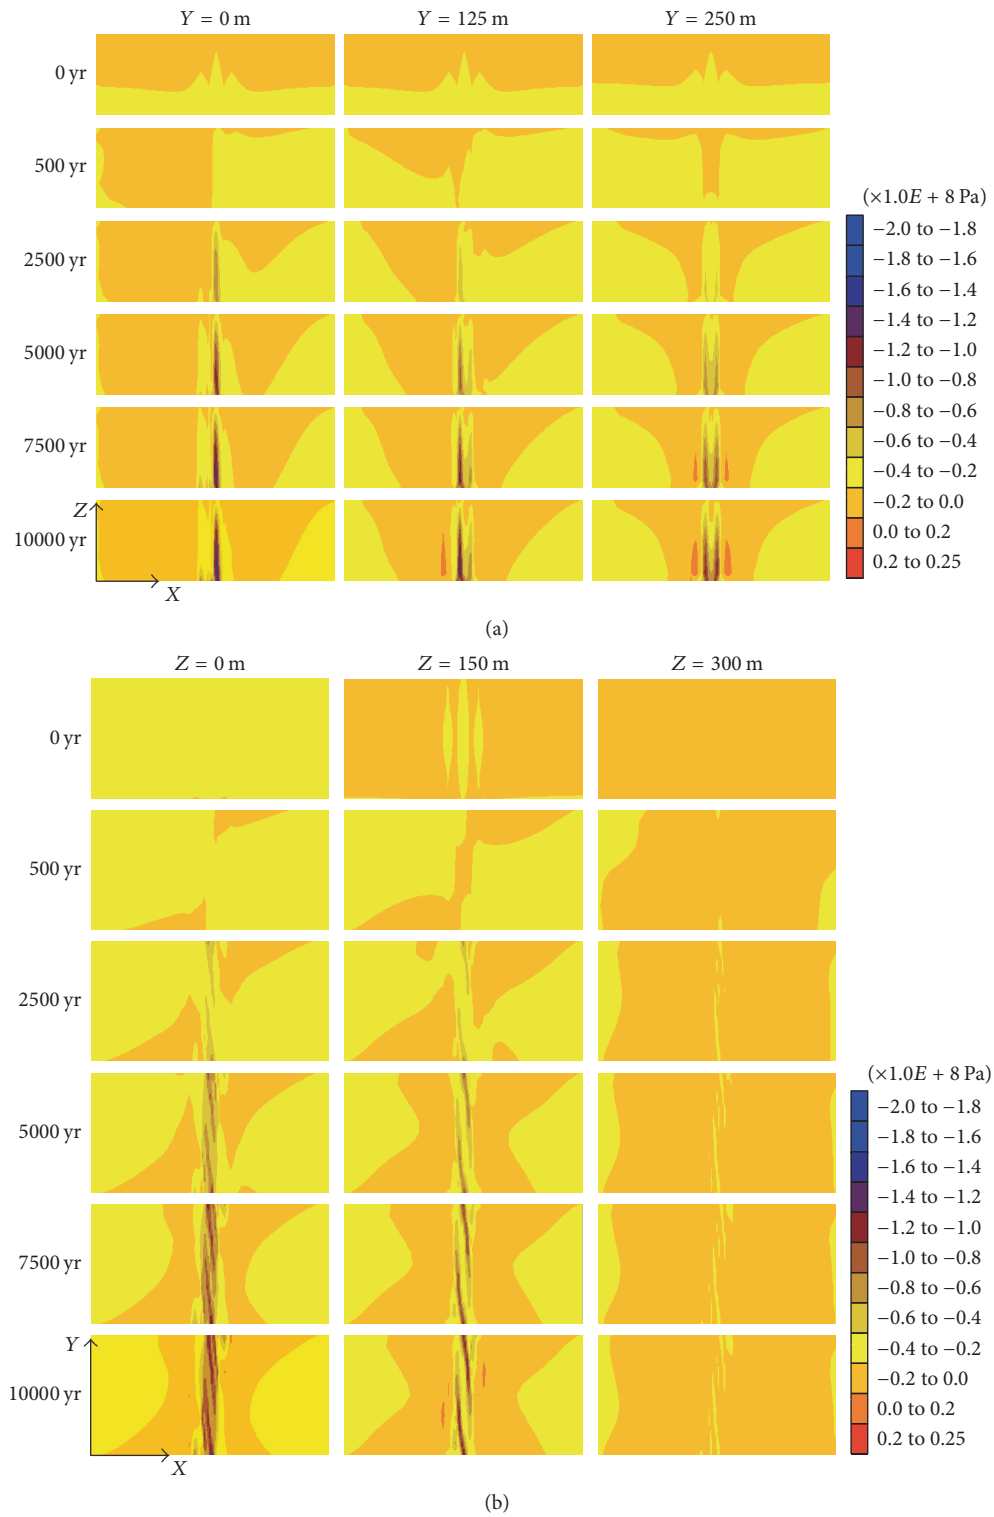 Y = 0 m
Y = 125 m
Y = 250 m
0 yr
500 yr
2500 yr
5000 yr
7500 yr
10000 yr
Z
X
(×1.0E + 8 Pa)
−2.0 to −1.8
−1.8 to −1.6
−1.6 to −1.4
−1.4 to −1.2
−1.2 to −1.0
−1.0 to −0.8
−0.8 to −0.6
−0.6 to −0.4
−0.4 to −0.2
−0.2 to 0.0
0.0 to 0.2
0.2 to 0.25
(a)
Z = 0 m
Z = 150 m
Z = 300 m
0 yr
500 yr
2500 yr
5000 yr
7500 yr
10000 yr
Y
X
(×1.0E + 8 Pa)
−2.0 to −1.8
−1.8 to −1.6
−1.6 to −1.4
−1.4 to −1.2
−1.2 to −1.0
−1.0 to −0.8
−0.8 to −0.6
−0.6 to −0.4
−0.4 to −0.2
−0.2 to 0.0
0.0 to 0.2
0.2 to 0.25
(b)